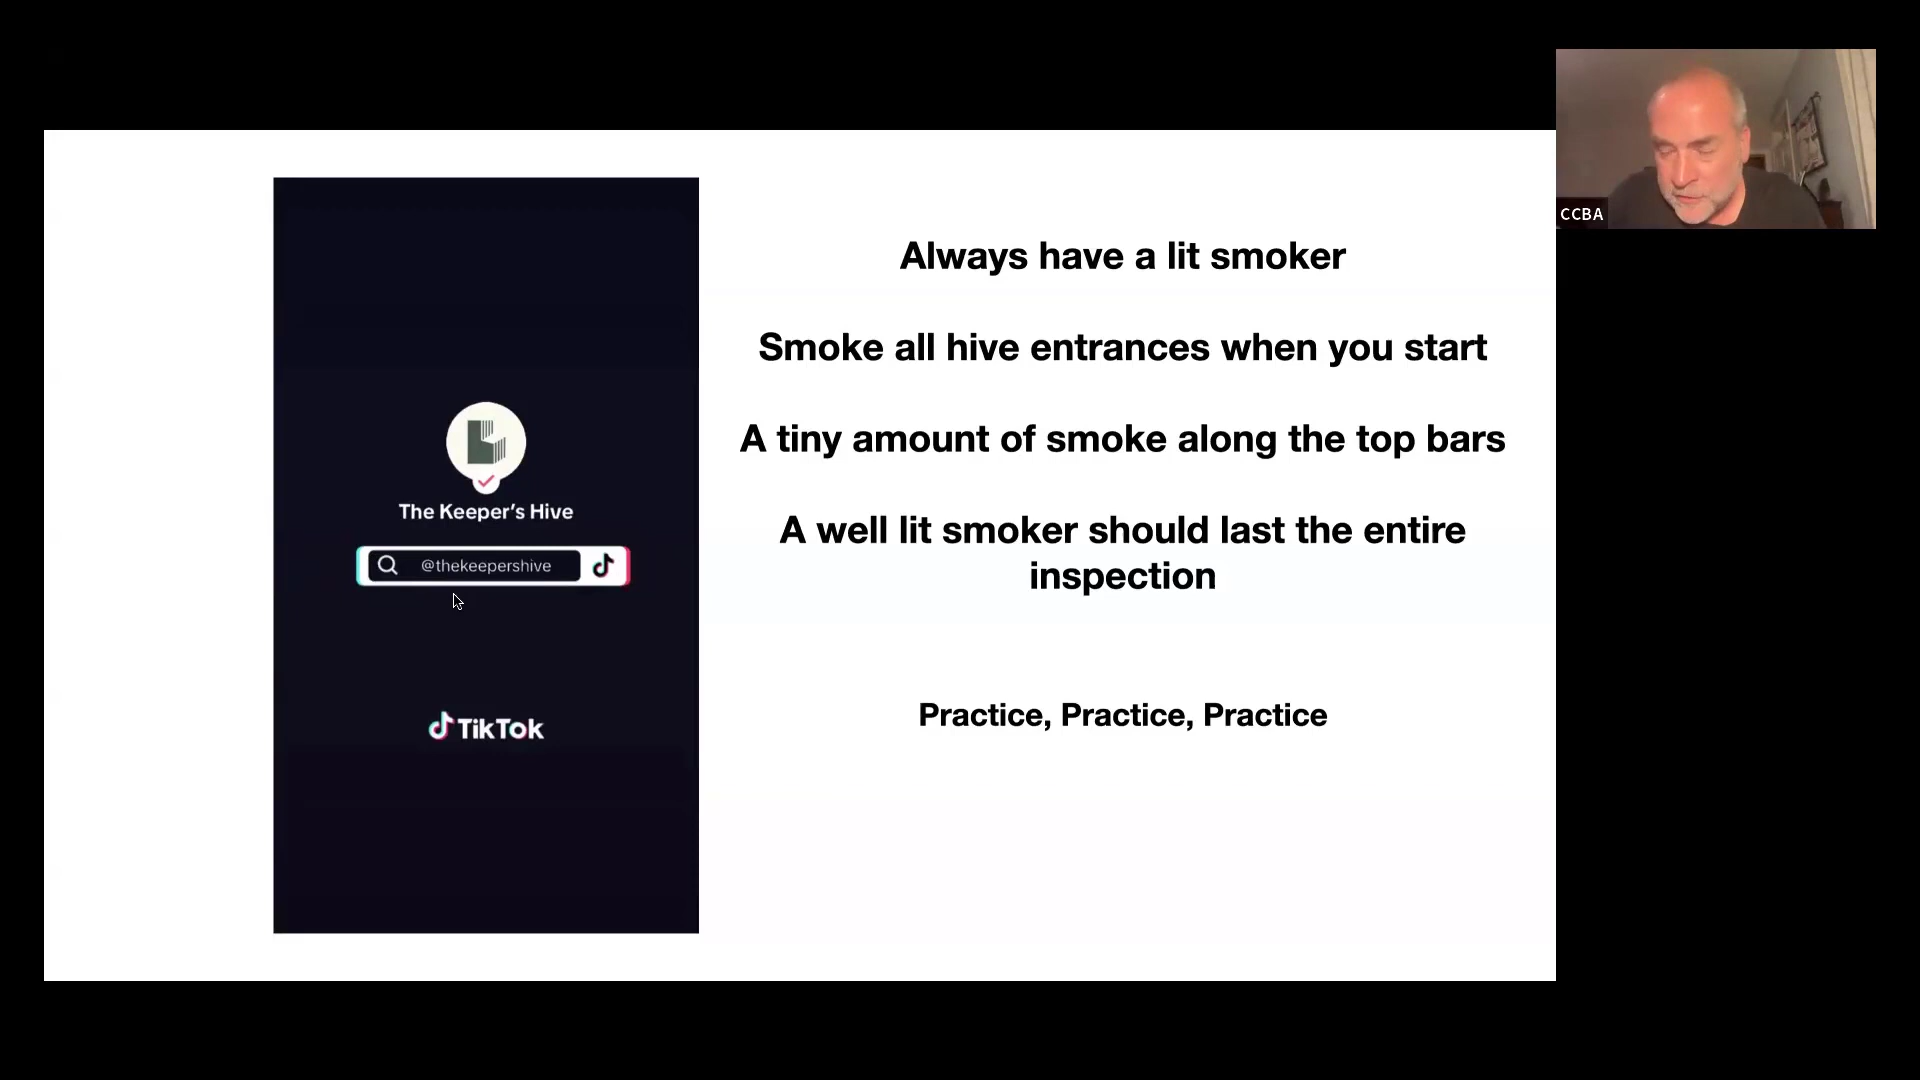 CCBA
Always have a lit smoker
Smoke all hive entrances when you start
A tiny amount of smoke along the top bars
A well lit smoker should last the entire
inspection
Practice, Practice, Practice
The Keeper’s Hive
@thekeepershive
TikTok